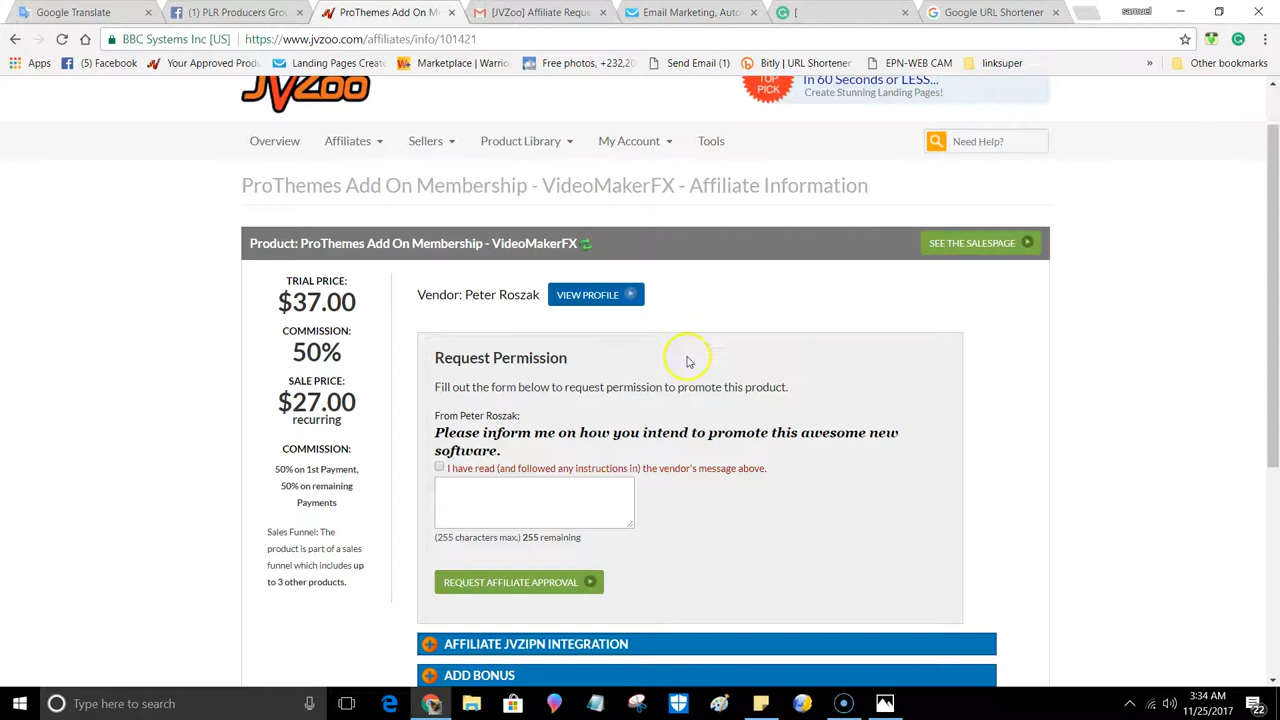 Google Translate
(5) PLR Producers Grou
ProThemes Add On Me
[JVZoo] Affiliate Reque
Email Marketing, Auto
[
Google URL Shortener
samuel
BBC Systems Inc [US]
https://www.jvzoo.com/affiliates/info/101421
Apps
(5) Facebook
Your Approved Produ
Landing Pages Create
Marketplace | Warrio
Free photos, +232,20
Send Email (1)
Bitly | URL Shortener
EPN-WEB CAM
linksuper
»
Other bookmarks
JVZoo
TOP PICK
In 60 Seconds or LESS...
Create Stunning Landing Pages!
Overview
Affiliates
Sellers
Product Library
My Account
Tools
Need Help?
ProThemes Add On Membership - VideoMakerFX - Affiliate Information
Product: ProThemes Add On Membership - VideoMakerFX
SEE THE SALESPAGE
TRIAL PRICE:
$37.00
COMMISSION:
50%
SALE PRICE:
$27.00
recurring
COMMISSION:
50% on 1st Payment,
50% on remaining
Payments
Sales Funnel: The
product is part of a sales
funnel which includes up
to 3 other products.
Vendor: Peter Roszak
VIEW PROFILE
Request Permission
Fill out the form below to request permission to promote this product.
From Peter Roszak:
Please inform me on how you intend to promote this awesome new
software.
I have read (and followed any instructions in) the vendor's message above.
(255 characters max.) 255 remaining
REQUEST AFFILIATE APPROVAL
AFFILIATE JVZIPN INTEGRATION
ADD BONUS
Type here to search
3:34 AM
11/25/2017
22